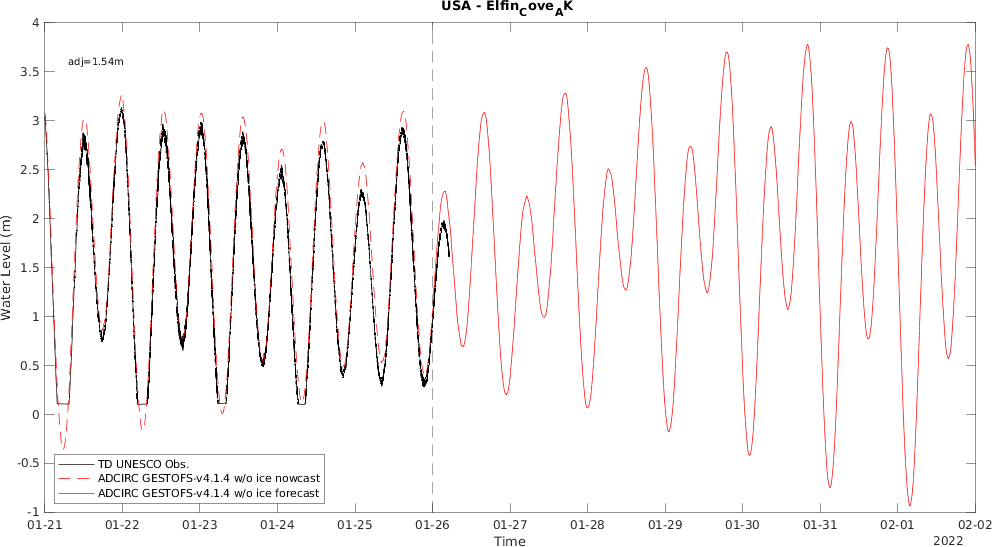 USA - ElfinCoveAK
adj=1.54m
Water Level (m)
4
3.5
3
2.5
2
1.5
1
0.5
0
-0.5
-1
TD UNESCO Obs.
ADCIRC GESTOFS-v4.1.4 w/o ice nowcast
ADCIRC GESTOFS-v4.1.4 w/o ice forecast
01-21 01-22 01-23 01-24 01-25 01-26 01-27 01-28 01-29 01-30 01-31 02-01 02-02
Time
2022